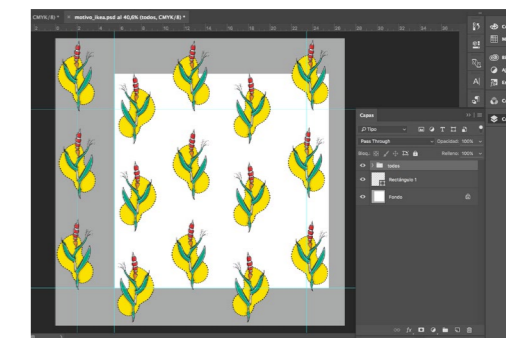 CMYK/8) * × motivo_ikea.psd al 40,6% (todos, CMYK/8) *
Capas
Tipo
Pass Through Opacidad: 100%
Bloq.: Relleno: 100%
todos
Rectángulo 1
Fondo